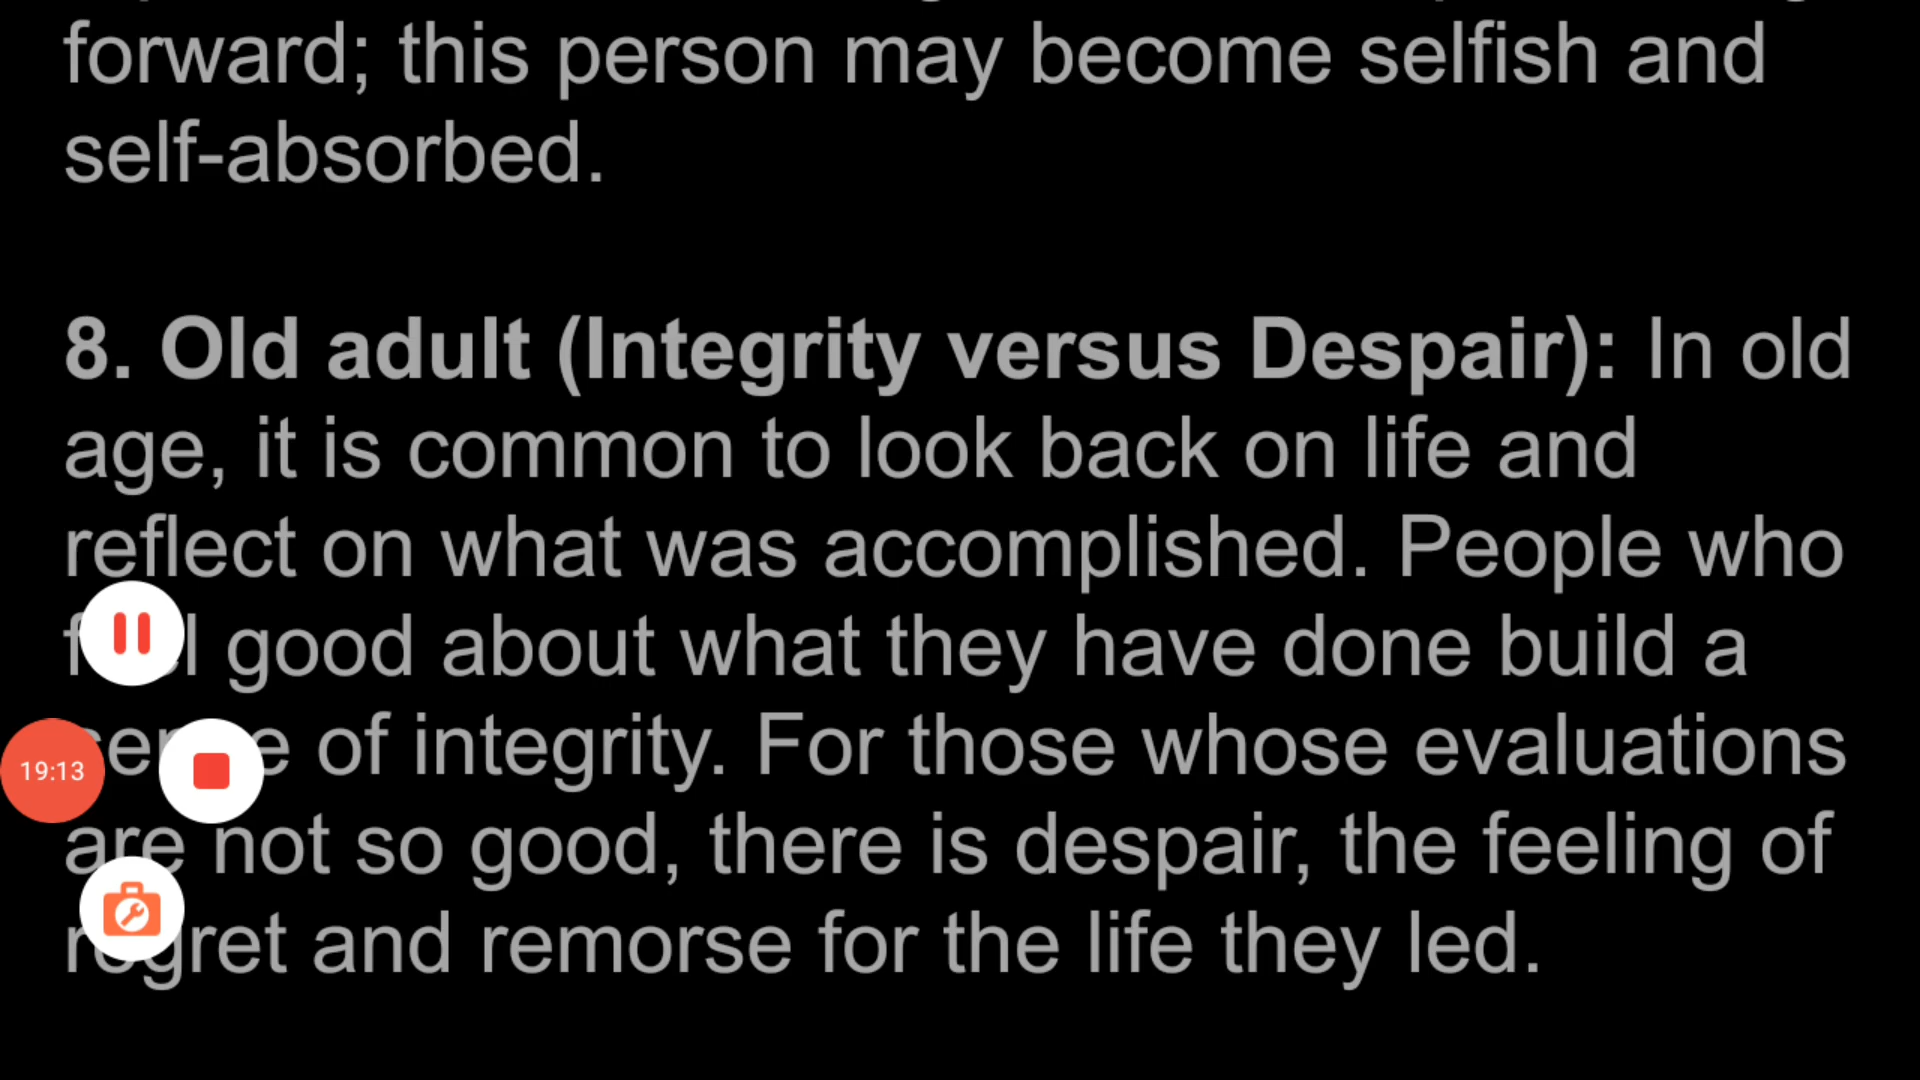 forward; this person may become selfish and
self-absorbed.
8. Old adult (Integrity versus Despair): In old
age, it is common to look back on life and
reflect on what was accomplished. People who
good about what they have done build a
of integrity. For those whose evaluations
19:13
are not so good, there is despair, the feeling of
regret and remorse for the life they led.